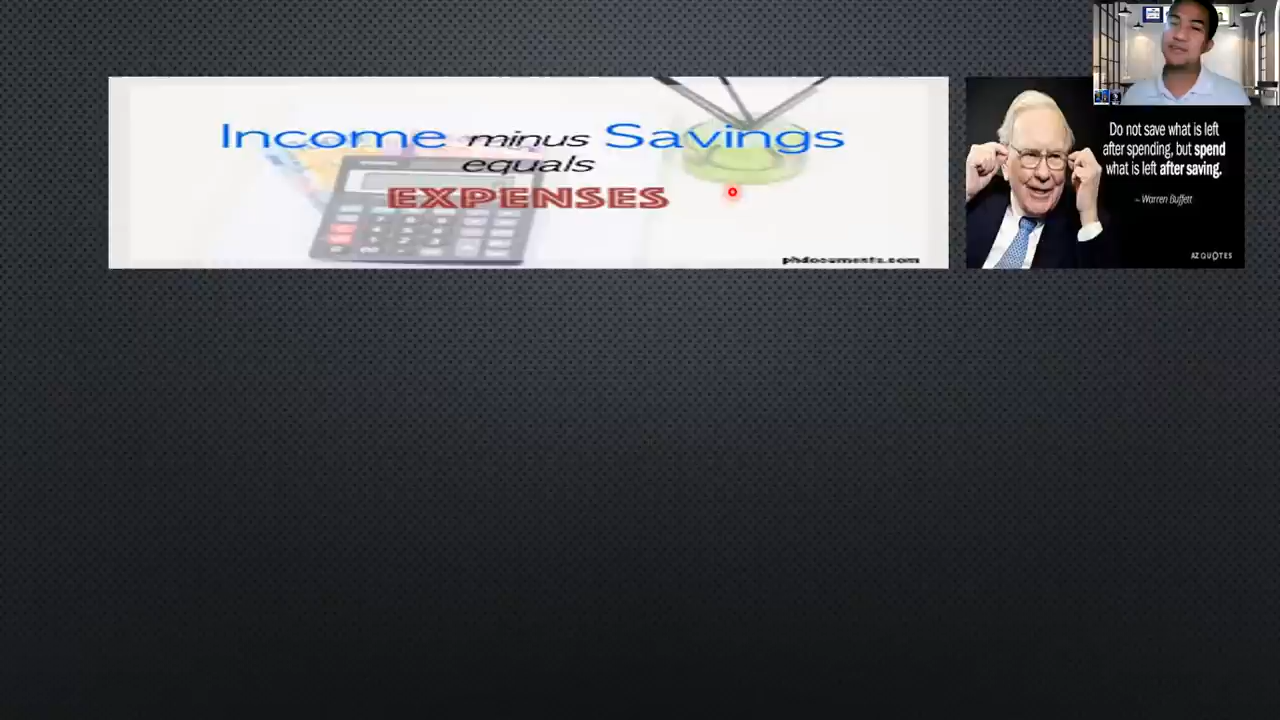 Income minus Savings
equals
EXPENSES
phdocuments.com
Do not save what is left
after spending, but spend
what is left after saving.
~ Warren Buffett
AZ QUOTES